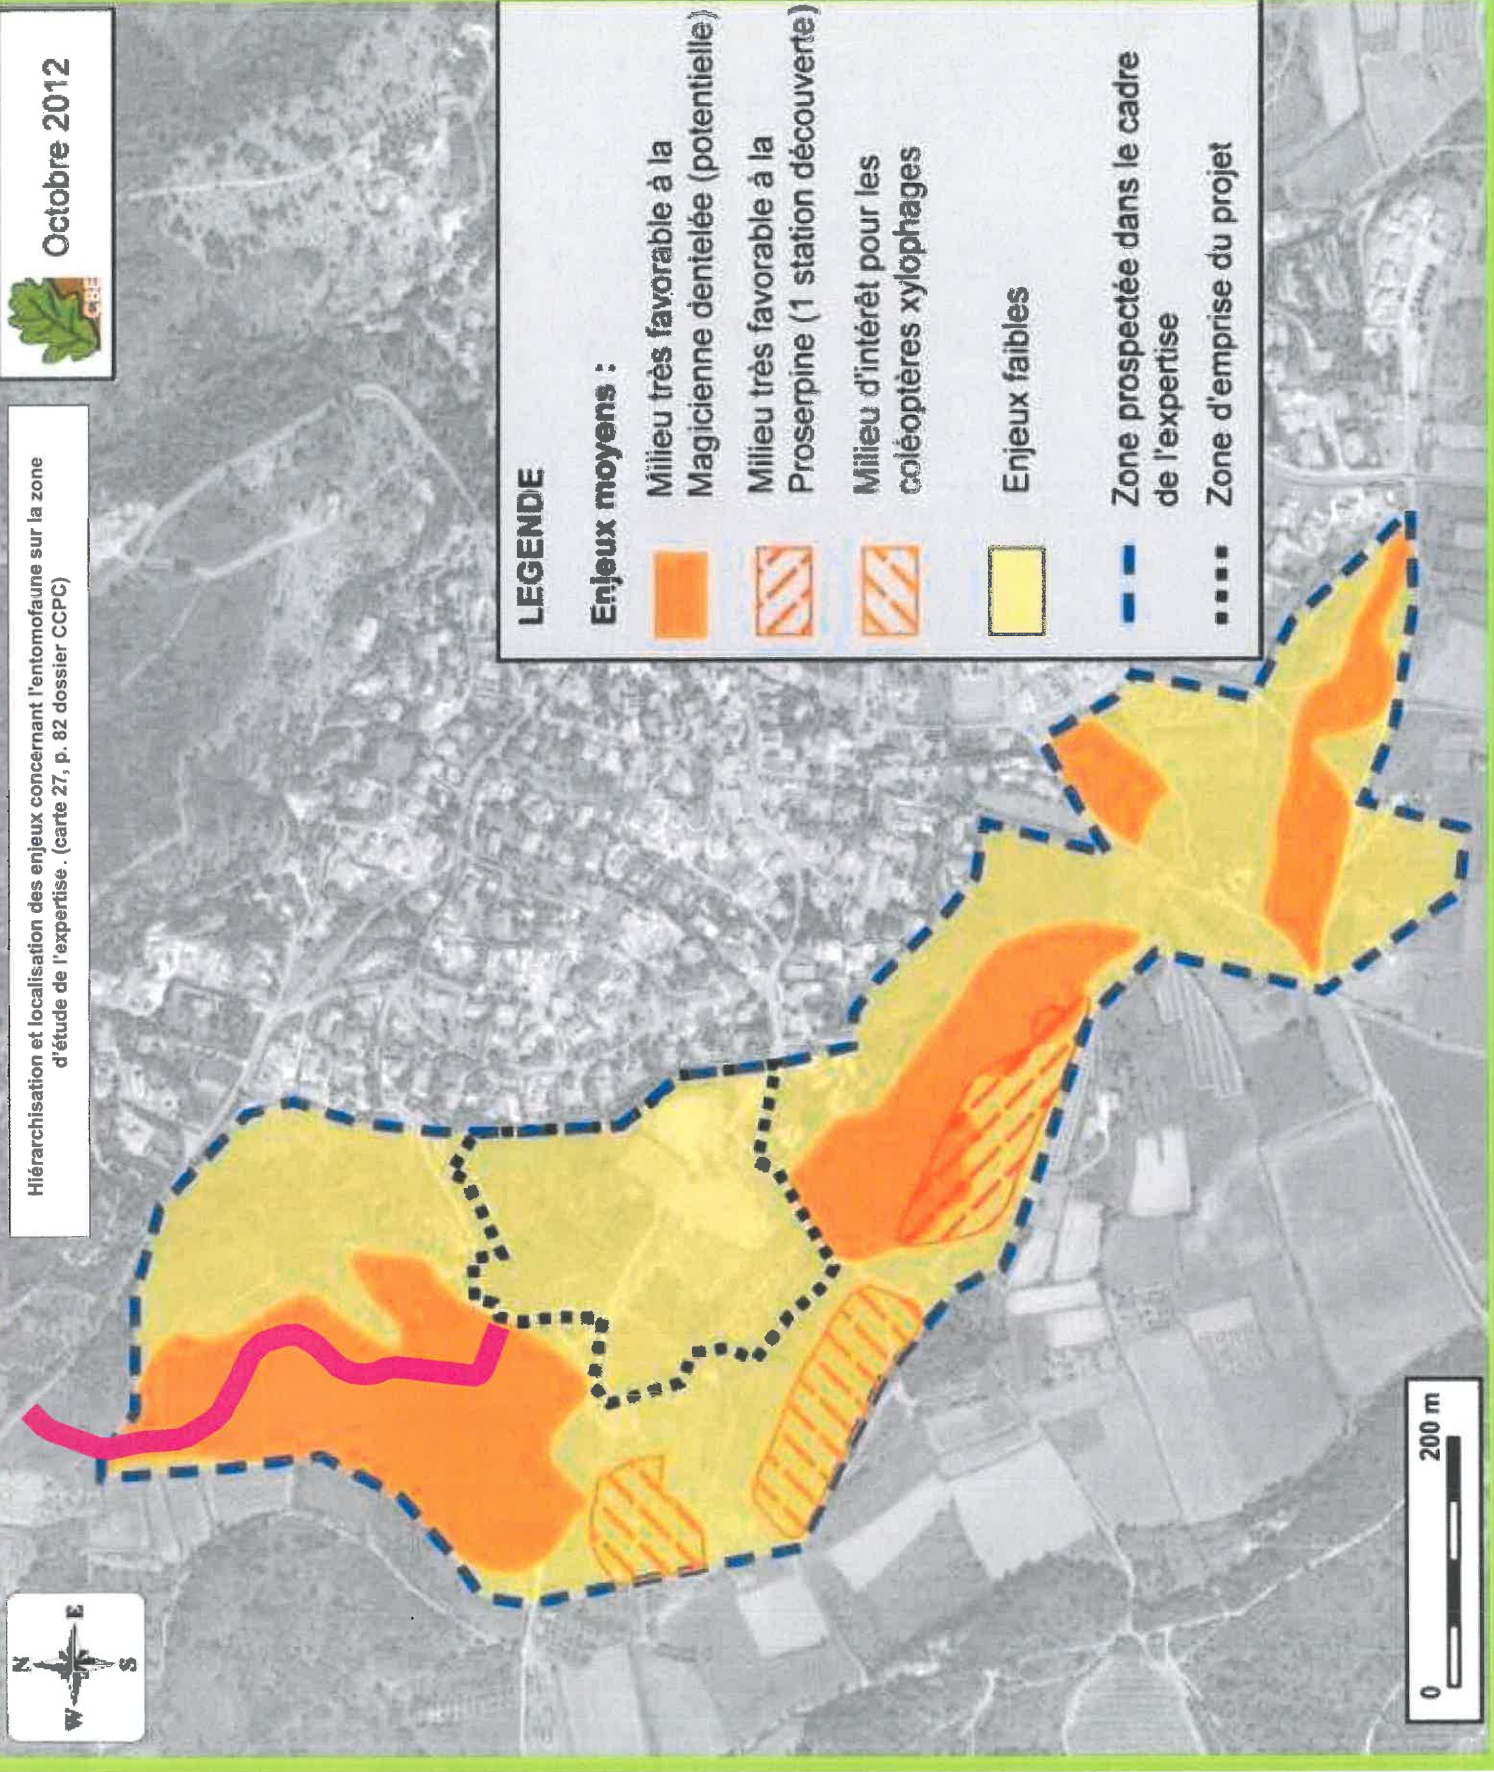 Hiérarchisation et localisation des enjeux concernant l'entomofaune sur la zone
d'étude de l'expertise. (carte 27, p. 82 dossier CCPC)
CBE
Octobre 2012
N
W
E
S
LEGENDE
Enjeux moyens :
Milieu très favorable à la
Magicienne dentelée (potentielle)
Milieu très favorable à la
Proserpine (1 station découverte)
Milieu d'intérêt pour les
coléoptères xylophages
Enjeux faibles
Zone prospectée dans le cadre
de l'expertise
Zone d'emprise du projet
0
200 m